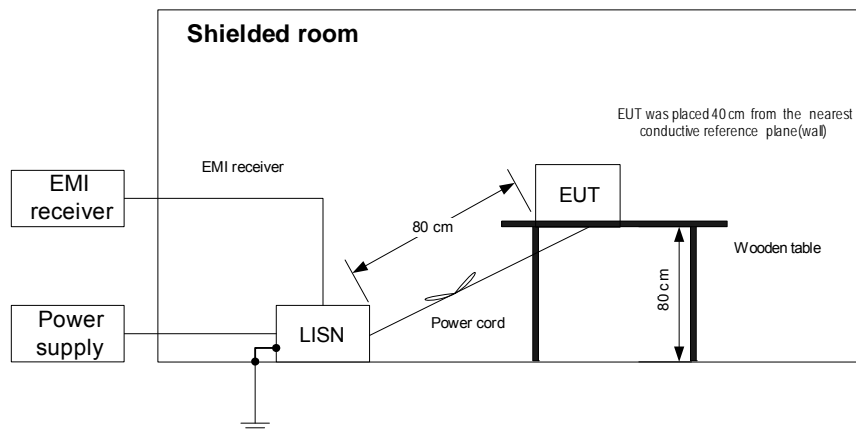 Shielded room
EUT was placed 40 cm from the nearest
conductive reference plane(wall)
EMI receiver
EMI
receiver
EUT
80 cm
Wooden table
80 cm
Power
supply
LISN
Power cord